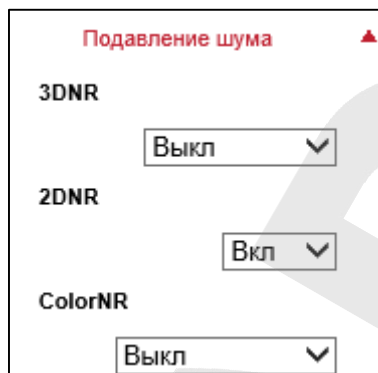 Подавление шума
3DNR
Выкл
2DNR
Вкл
ColorNR
Выкл